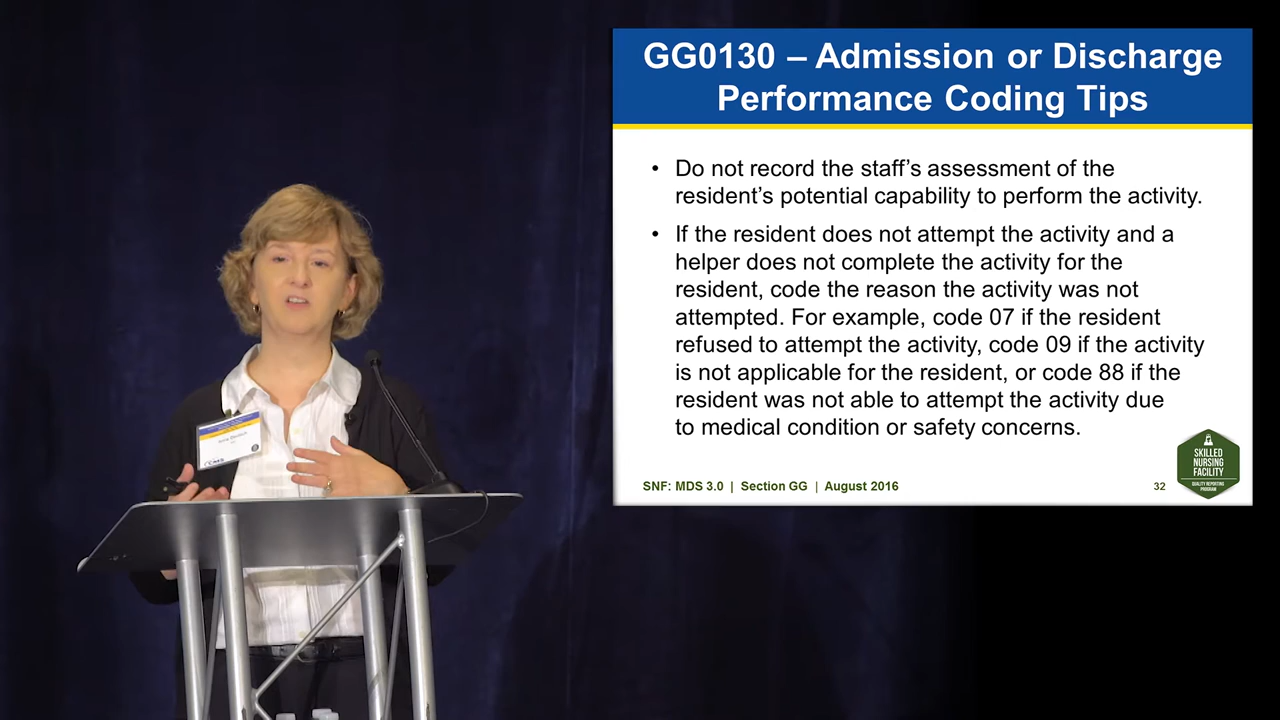 GG0130 – Admission or Discharge
Performance Coding Tips
• Do not record the staff's assessment of the
resident's potential capability to perform the activity.
• If the resident does not attempt the activity and a
helper does not complete the activity for the
resident, code the reason the activity was not
attempted. For example, code 07 if the resident
refused to attempt the activity, code 09 if the activity
is not applicable for the resident, or code 88 if the
resident was not able to attempt the activity due
to medical condition or safety concerns.
SNF: MDS 3.0 | Section GG | August 2016
32
SKILLED
NURSING
FACILITY
QUALITY REPORTING
PROGRAM